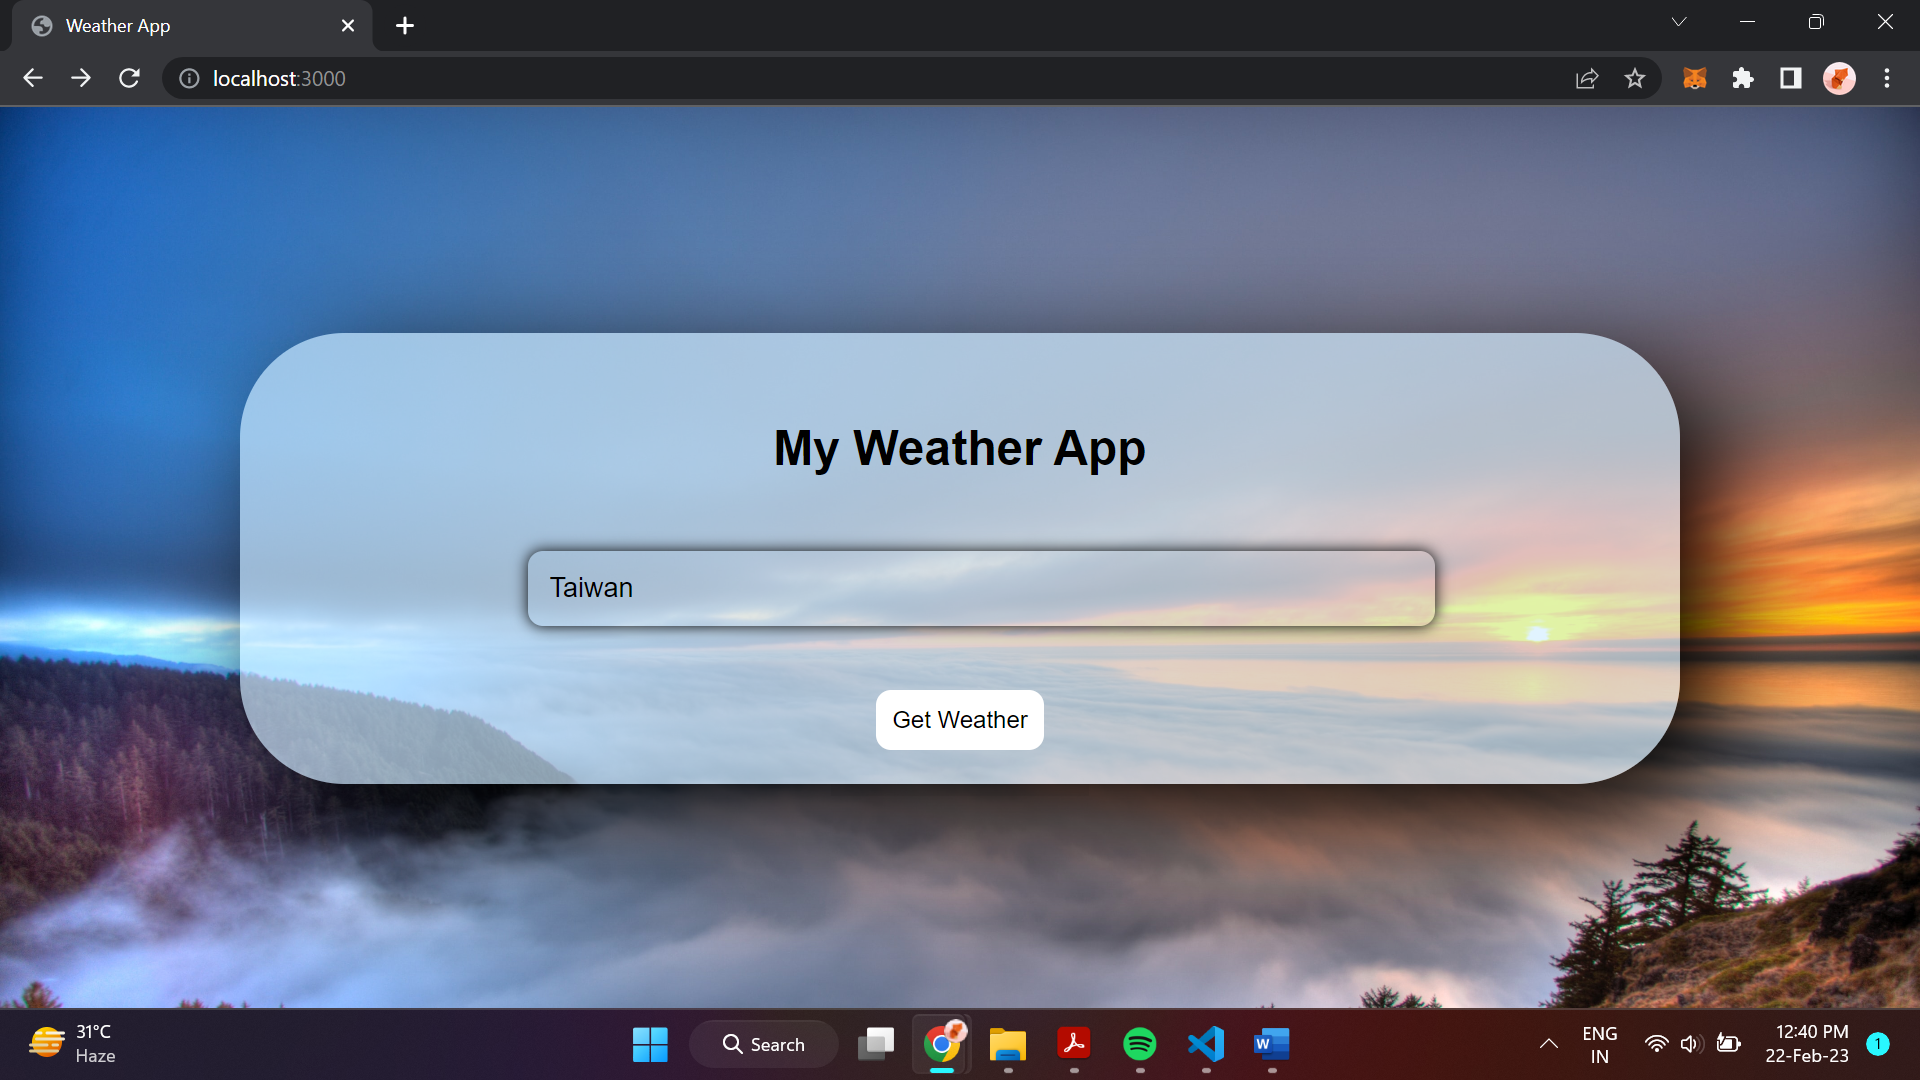 Weather App
localhost:3000
My Weather App
Taiwan
Get Weather
31°C
Haze
Search
W
ENG
IN
12:40 PM
22-Feb-23
1